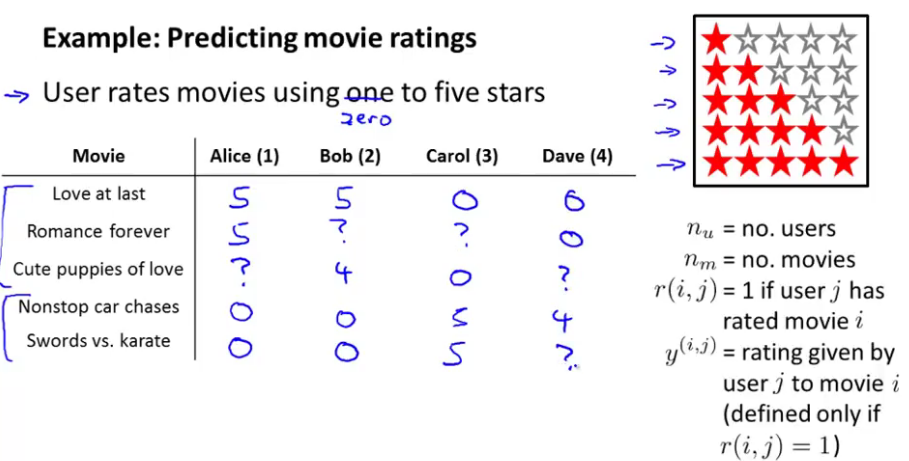 Example: Predicting movie ratings
→ User rates movies using one to five stars
zero
Movie Alice (1) Bob (2) Carol (3) Dave (4)
Love at last 5 5 0 0
Romance forever 5 ? ? 0
Cute puppies of love ? 4 0 ?
Nonstop car chases 0 0 5 4
Swords vs. karate 0 0 5 ?
n_u = no. users
n_m = no. movies
r(i, j) = 1 if user j has
rated movie i
y^(i,j) = rating given by
user j to movie i
(defined only if
r(i, j) = 1)